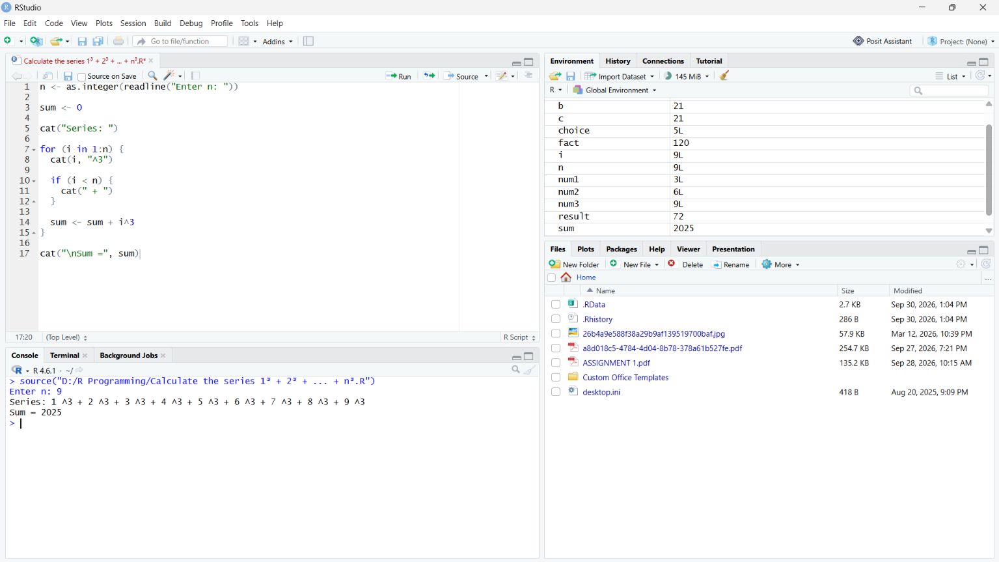 RStudio
File Edit Code View Plots Session Build Debug Profile Tools Help
Go to file/function Addins Posit Assistant Project: (None)
Calculate the series 1³ + 2³ + ... + n³.R*
Source on Save Run Source
1 n <- as.integer(readline("Enter n: "))
2
3 sum <- 0
4
5 cat("Series: ")
6
7 for (i in 1:n) {
8 cat(i, "^3")
9
10 if (i < n) {
11 cat(" + ")
12 }
13
14 sum <- sum + i^3
15 }
16
17 cat("\nSum =", sum)
17:20 (Top Level) R Script
Console Terminal Background Jobs
R 4.6.1 · ~/
> source("D:/R Programming/Calculate the series 1³ + 2³ + ... + n³.R")
Enter n: 9
Series: 1 ^3 + 2 ^3 + 3 ^3 + 4 ^3 + 5 ^3 + 6 ^3 + 7 ^3 + 8 ^3 + 9 ^3
Sum = 2025
>
Environment History Connections Tutorial
Import Dataset 145 MiB List
R Global Environment
b 21
c 21
choice 5L
fact 120
i 9L
n 9L
num1 3L
num2 6L
num3 9L
result 72
sum 2025
Files Plots Packages Help Viewer Presentation
New Folder New File Delete Rename More
Home ...
Name Size Modified
.RData 2.7 KB Sep 30, 2026, 1:04 PM
.Rhistory 286 B Sep 30, 2026, 1:04 PM
26b4a9e588f38a29b9af139519700baf.jpg 57.9 KB Mar 12, 2026, 10:39 PM
a8d018c5-4784-4d04-8b78-378a61b527fe.pdf 254.7 KB Sep 27, 2026, 7:21 PM
ASSIGNMENT 1.pdf 135.2 KB Sep 28, 2026, 10:15 AM
Custom Office Templates
desktop.ini 418 B Aug 20, 2025, 9:09 PM